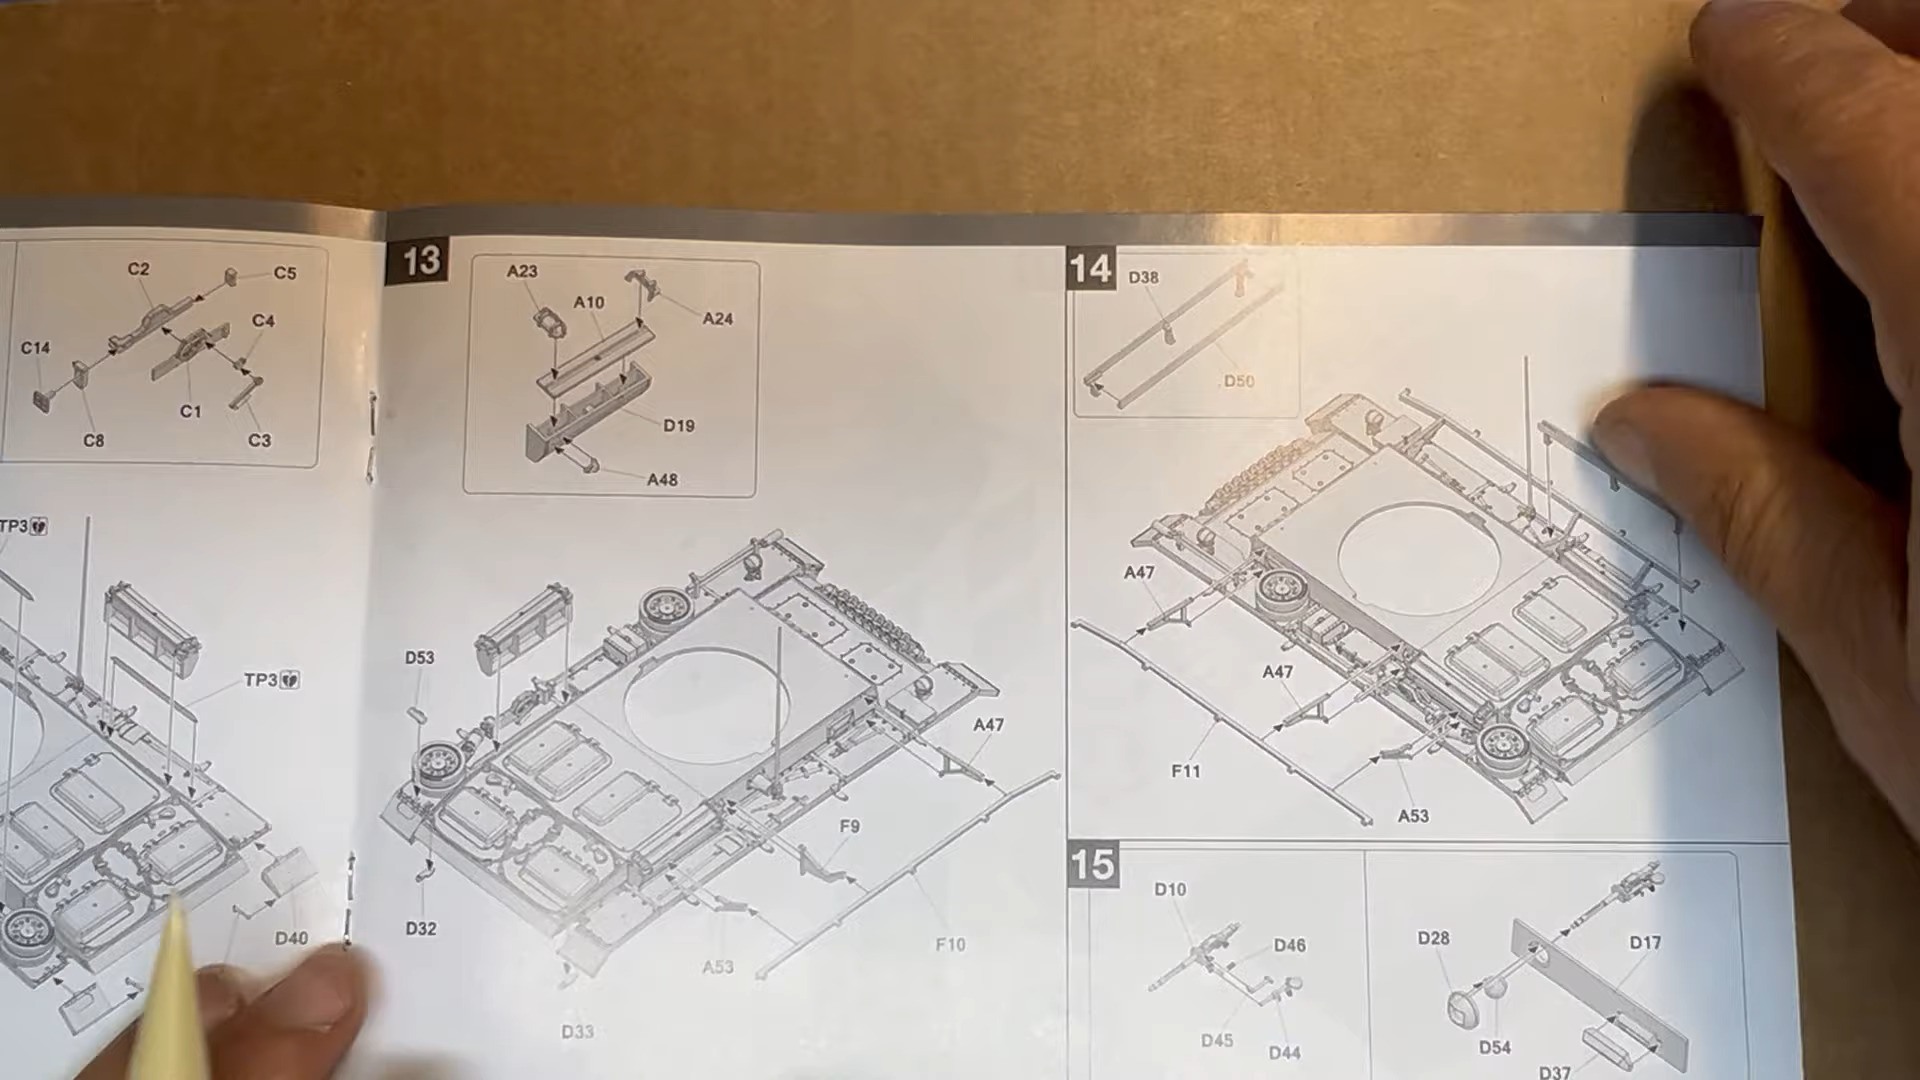 C2
C5
C4
C14
C1
C8
C3
TP3
TP3
D40
13
A23
A10
A24
D19
A48
D53
A47
F9
D32
F10
A53
D33
14
D38
D50
A47
A47
F11
A53
15
D10
D46
D45
D44
D28
D17
D54
D37